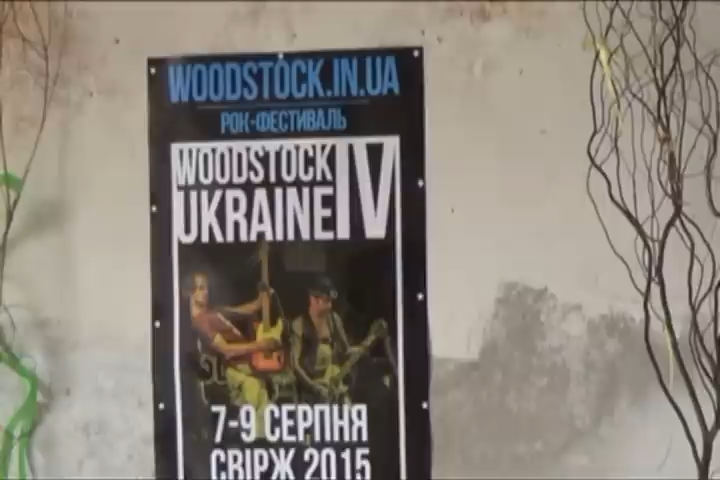 WOODSTOCK.IN.UA
РОК-ФЕСТИВАЛЬ
WOODSTOCK IV
UKRAINE
7-9 СЕРПНЯ
СВІРЖ 2015